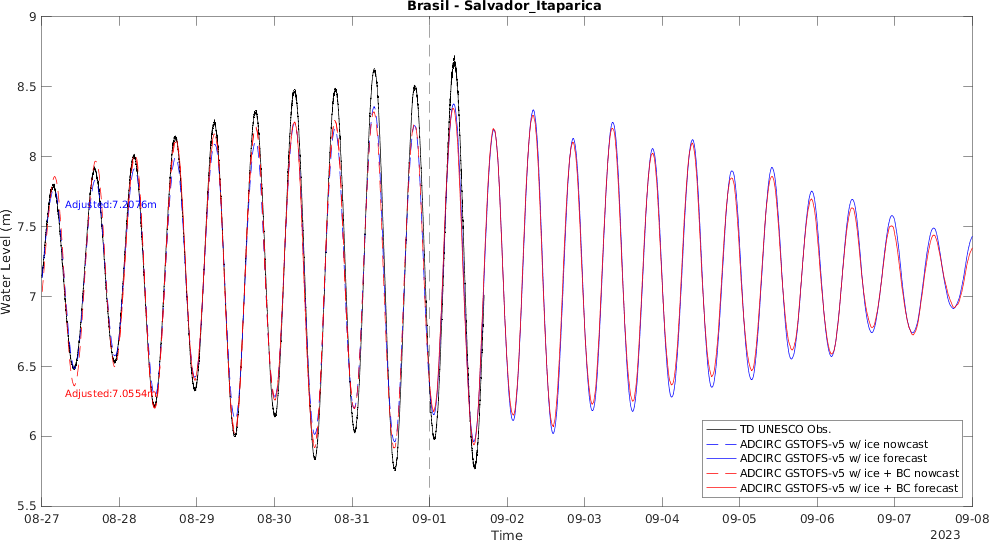 Brasil - Salvador_Itaparica
9
8.5
8
7.5
7
6.5
6
5.5
Water Level (m)
Adjusted:7.2076m
Adjusted:7.0554m
TD UNESCO Obs.
ADCIRC GSTOFS-v5 w/ ice nowcast
ADCIRC GSTOFS-v5 w/ ice forecast
ADCIRC GSTOFS-v5 w/ ice + BC nowcast
ADCIRC GSTOFS-v5 w/ ice + BC forecast
08-27 08-28 08-29 08-30 08-31 09-01 09-02 09-03 09-04 09-05 09-06 09-07 09-08
Time
2023